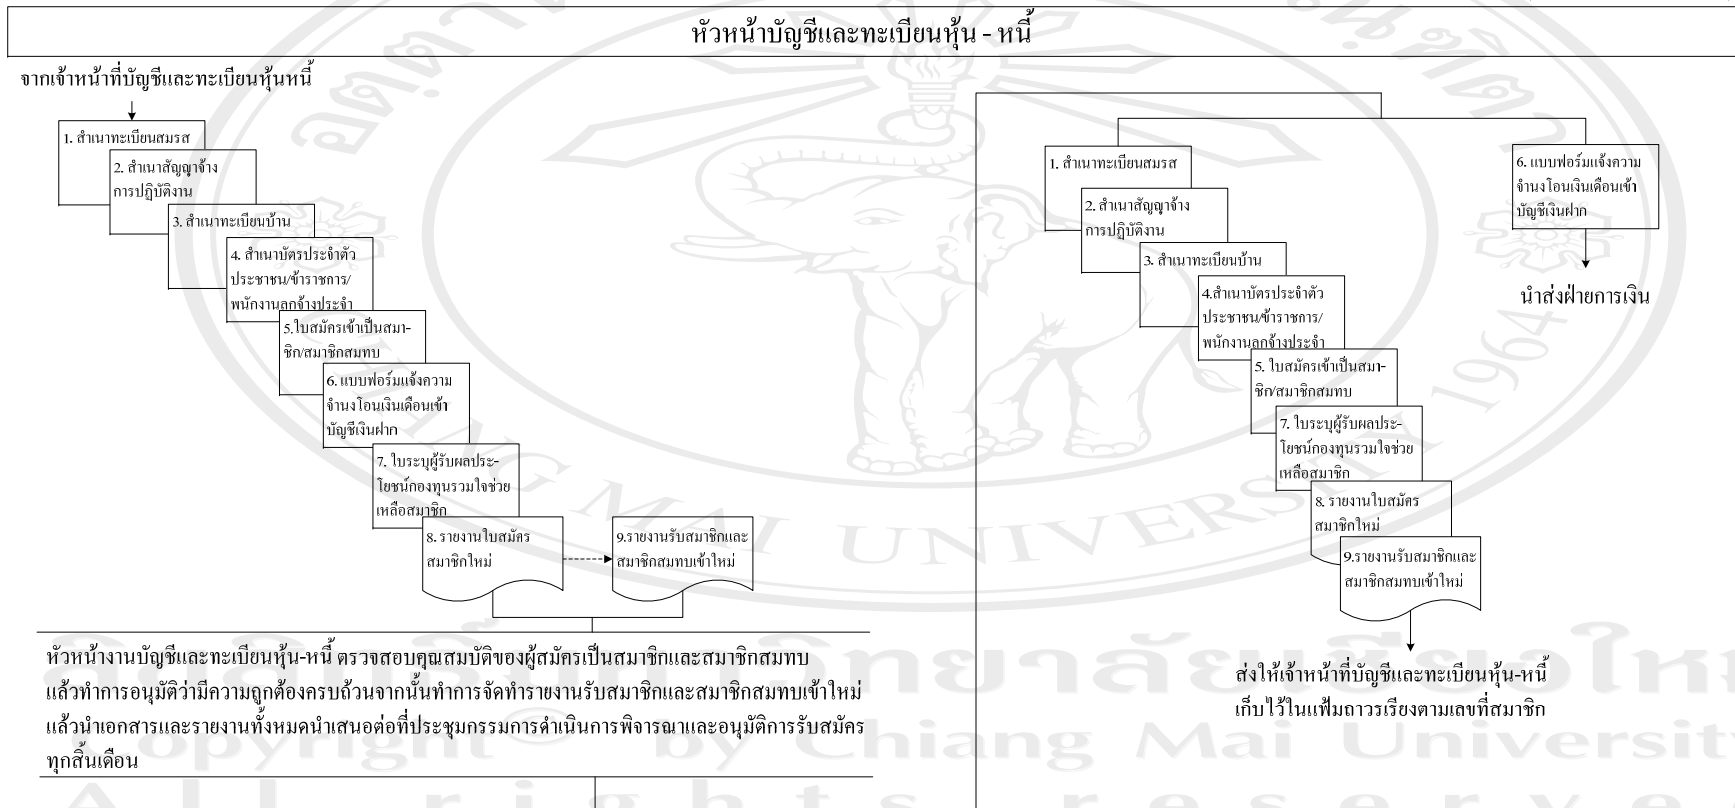 หัวหน้าบัญชีและทะเบียนหุ้น - หนี้
จากเจ้าหน้าที่บัญชีและทะเบียนหุ้นหนี้
1. สำเนาทะเบียนสมรส
2. สำเนาสัญญาจ้าง
การปฏิบัติงาน
3. สำเนาทะเบียนบ้าน
4. สำเนาบัตรประจำตัว
ประชาชน/ข้าราชการ/
พนักงานลูกจ้างประจำ
5.ใบสมัครเข้าเป็นสมา-
ชิก/สมาชิกสมทบ
6. แบบฟอร์มแจ้งความ
จำนงโอนเงินเดือนเข้า
บัญชีเงินฝาก
7. ใบระบุผู้รับผลประ-
โยชน์กองทุนรวมใจช่วย
เหลือสมาชิก
8. รายงานใบสมัคร
สมาชิกใหม่
9.รายงานรับสมาชิกและ
สมาชิกสมทบเข้าใหม่
หัวหน้างานบัญชีและทะเบียนหุ้น-หนี้ ตรวจสอบคุณสมบัติของผู้สมัครเป็นสมาชิกและสมาชิกสมทบ
แล้วทำการอนุมัติว่ามีความถูกต้องครบถ้วนจากนั้นทำการจัดทำรายงานรับสมาชิกและสมาชิกสมทบเข้าใหม่
แล้วนำเอกสารและรายงานทั้งหมดนำเสนอต่อที่ประชุมกรรมการดำเนินการพิจารณาและอนุมัติการรับสมัคร
ทุกสิ้นเดือน
1. สำเนาทะเบียนสมรส
2. สำเนาสัญญาจ้าง
การปฏิบัติงาน
3. สำเนาทะเบียนบ้าน
4.สำเนาบัตรประจำตัว
ประชาชน/ข้าราชการ/
พนักงานลูกจ้างประจำ
5. ใบสมัครเข้าเป็นสมา-
ชิก/สมาชิกสมทบ
7. ใบระบุผู้รับผลประ-
โยชน์กองทุนรวมใจช่วย
เหลือสมาชิก
8. รายงานใบสมัคร
สมาชิกใหม่
9.รายงานรับสมาชิกและ
สมาชิกสมทบเข้าใหม่
ส่งให้เจ้าหน้าที่บัญชีและทะเบียนหุ้น-หนี้
เก็บไว้ในแฟ้มถาวรเรียงตามเลขที่สมาชิก
6. แบบฟอร์มแจ้งความ
จำนงโอนเงินเดือนเข้า
บัญชีเงินฝาก
นำส่งฝ่ายการเงิน
CHIANG MAI UNIVERSITY 1964
Copyright© by Chiang Mai Universit
All rights reserve